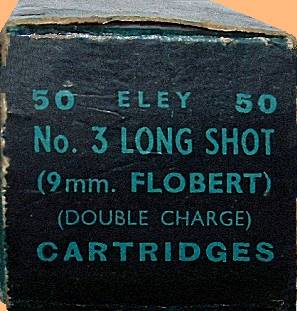 50 ELEY 50
No. 3 LONG SHOT
(9mm. FLOBERT)
(DOUBLE CHARGE)
CARTRIDGES